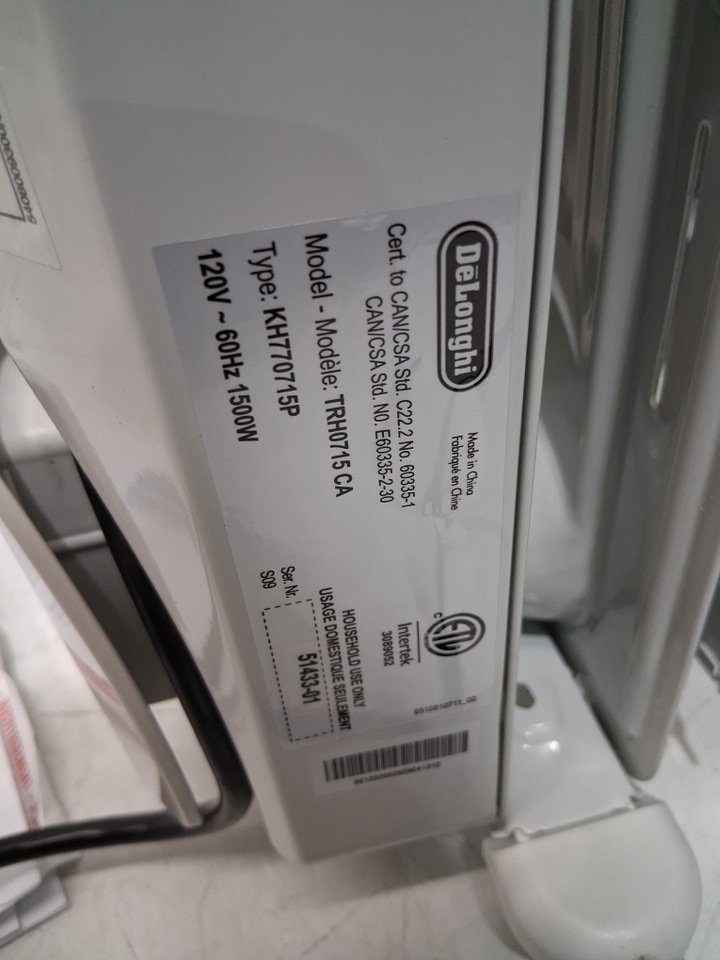 DeLonghi
Made in China
Fabriqué en Chine
Cert. to CAN/CSA Std. C22.2 No. 60335-1
CAN/CSA Std. NO. E60335-2-30
Model - Modèle: TRH0715 CA
Type: KH770715P
120V ~ 60Hz 1500W
C
ETL
Intertek
3089052
HOUSEHOLD USE ONLY
USAGE DOMESTIQUE SEULEMENT
Ser. Nr.
51433-01
S09